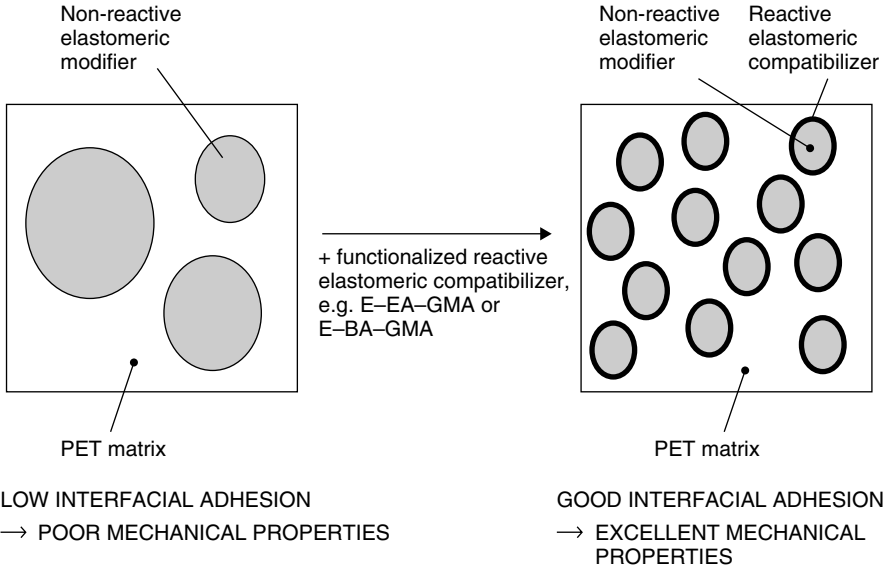 Non-reactive
elastomeric
modifier
Non-reactive
elastomeric
modifier
Reactive
elastomeric
compatibilizer
+ functionalized reactive
elastomeric compatibilizer,
e.g. E–EA–GMA or
E–BA–GMA
PET matrix
PET matrix
LOW INTERFACIAL ADHESION
→ POOR MECHANICAL PROPERTIES
GOOD INTERFACIAL ADHESION
→ EXCELLENT MECHANICAL
PROPERTIES